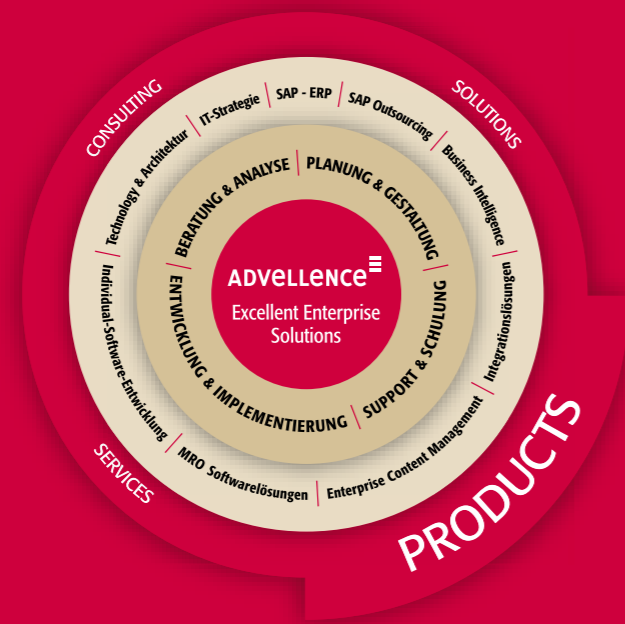 CONSULTING
SOLUTIONS
PRODUCTS
SERVICES
Technology & Architektur
IT-Strategie
SAP - ERP
SAP Outsourcing
Business Intelligence
Integrationslösungen
Enterprise Content Management
MRO Softwarelösungen
Individual-Software-Entwicklung
BERATUNG & ANALYSE
PLANUNG & GESTALTUNG
SUPPORT & SCHULUNG
ENTWICKLUNG & IMPLEMENTIERUNG
ADVELLENCE
Excellent Enterprise
Solutions